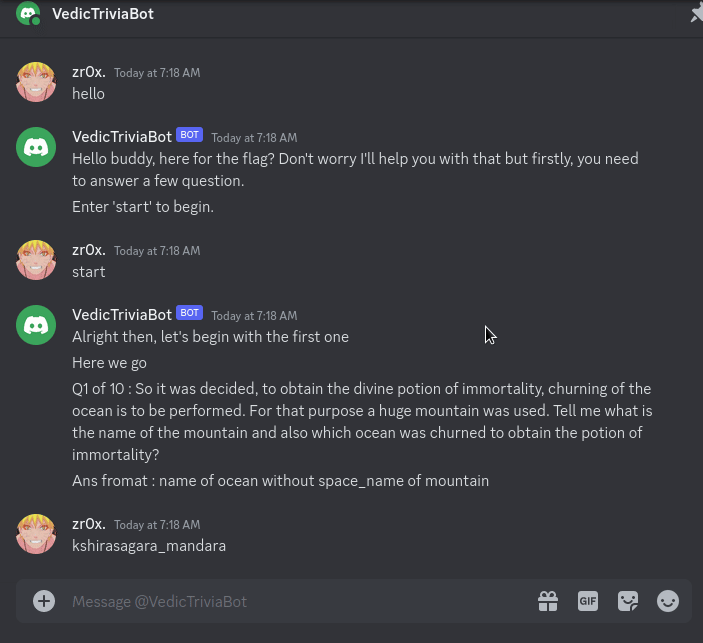 VedicTriviaBot
zr0x. Today at 7:18 AM
hello
VedicTriviaBot BOT Today at 7:18 AM
Hello buddy, here for the flag? Don't worry I'll help you with that but firstly, you need
to answer a few question.
Enter 'start' to begin.
zr0x. Today at 7:18 AM
start
VedicTriviaBot BOT Today at 7:18 AM
Alright then, let's begin with the first one
Here we go
Q1 of 10 : So it was decided, to obtain the divine potion of immortality, churning of the
ocean is to be performed. For that purpose a huge mountain was used. Tell me what is
the name of the mountain and also which ocean was churned to obtain the potion of
immortality?
Ans fromat : name of ocean without space_name of mountain
zr0x. Today at 7:18 AM
kshirasagara_mandara
Message @VedicTriviaBot
GIF